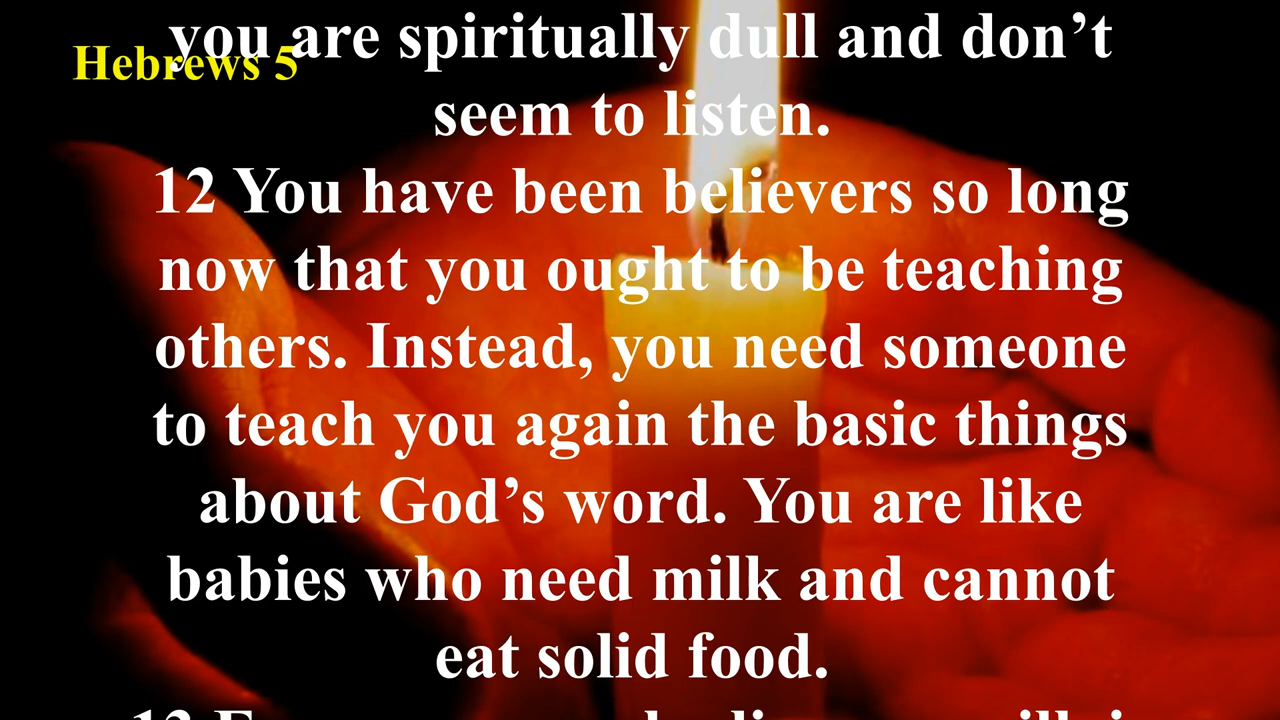 Hebrews 5
you are spiritually dull and don’t
seem to listen.
12 You have been believers so long
now that you ought to be teaching
others. Instead, you need someone
to teach you again the basic things
about God’s word. You are like
babies who need milk and cannot
eat solid food.
13